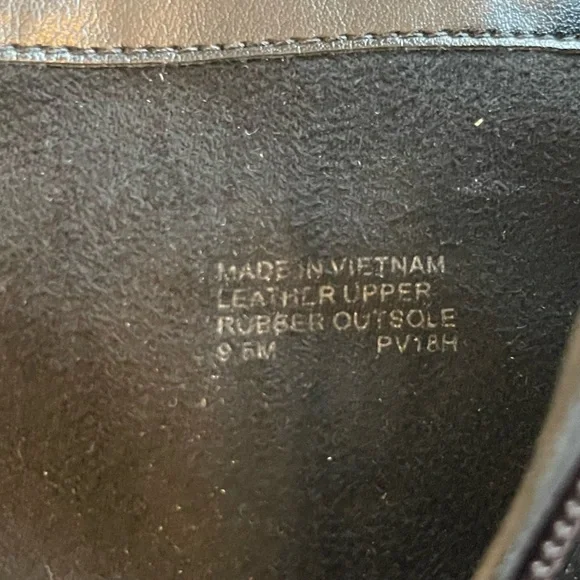 MADE IN VIETNAM
LEATHER UPPER
RUBBER OUTSOLE
9.5M PV18H